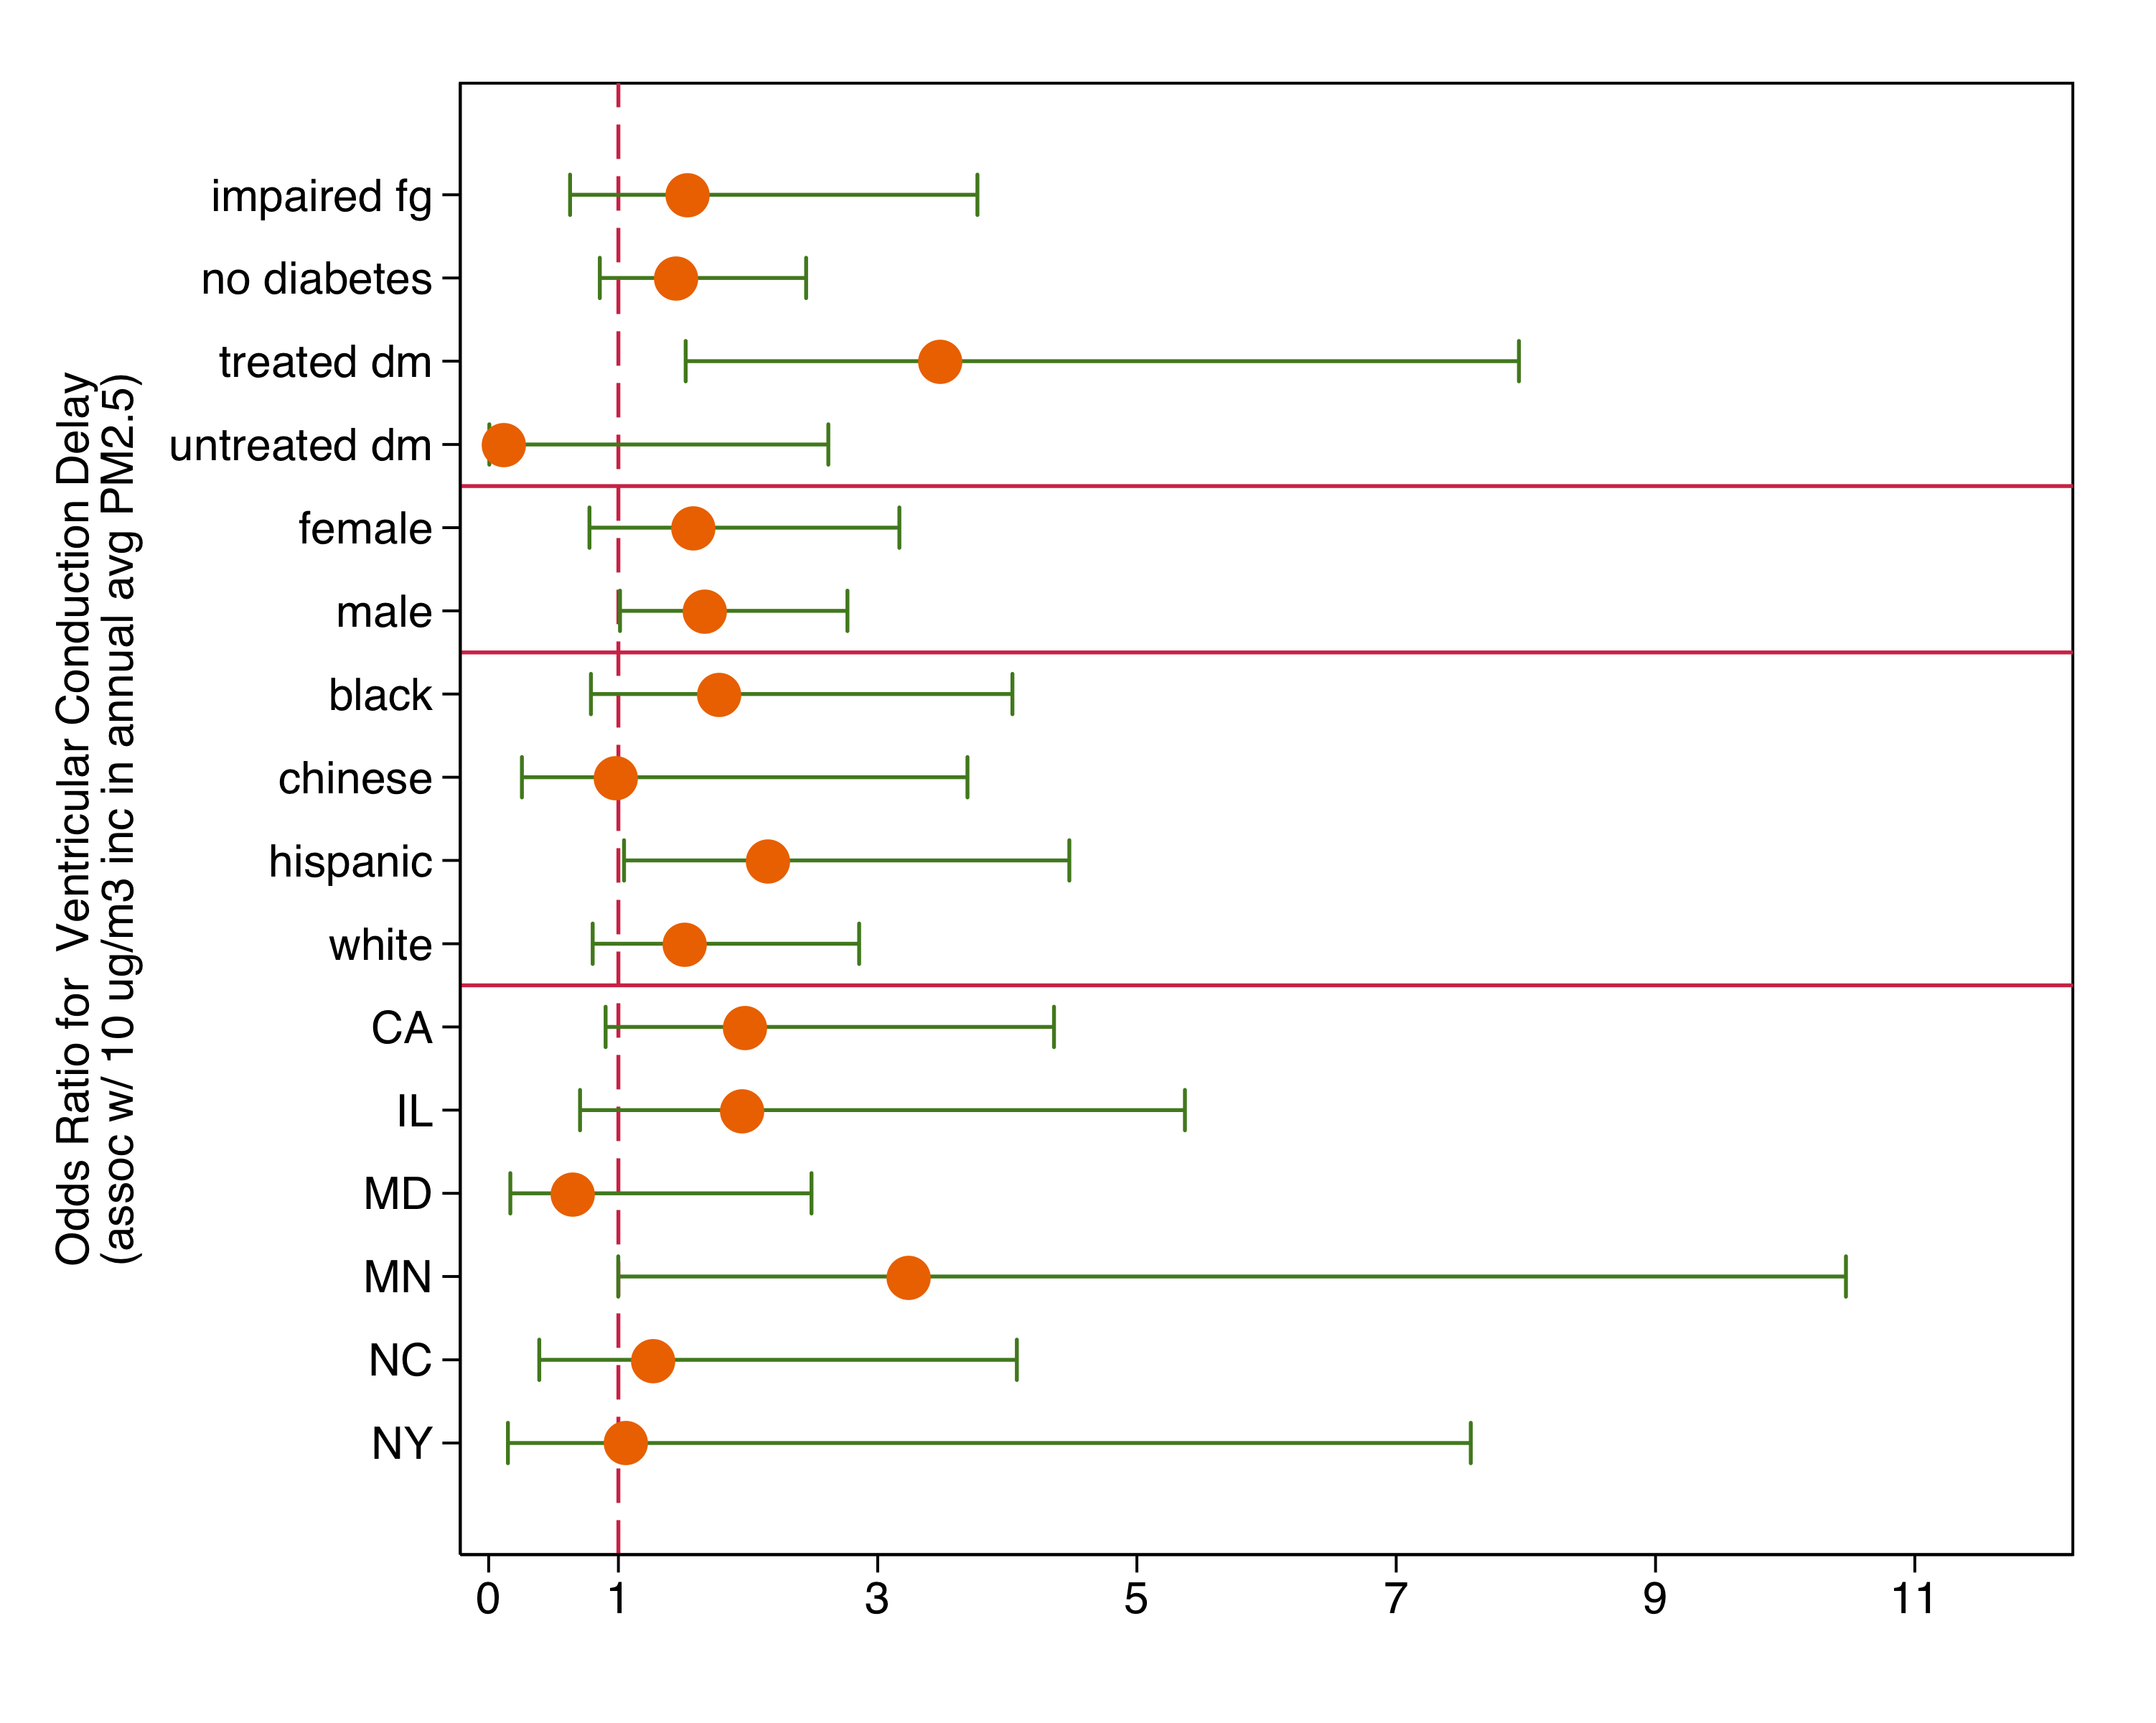 Odds Ratio for  Ventricular Conduction Delay
(assoc w/ 10 ug/m3 inc in annual avg PM2.5)
impaired fg
no diabetes
treated dm
untreated dm
female
male
black
chinese
hispanic
white
CA
IL
MD
MN
NC
NY
0 1 3 5 7 9 11